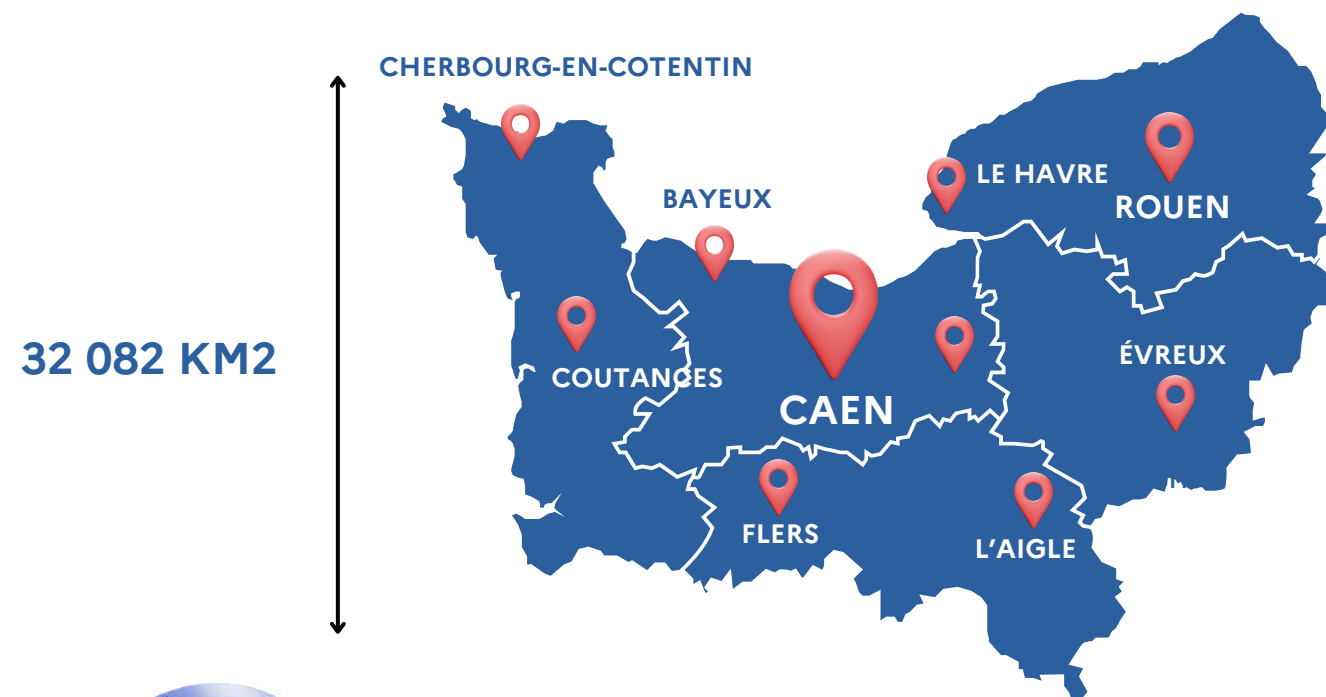 CHERBOURG-EN-COTENTIN
LE HAVRE
BAYEUX
ROUEN
32 082 KM2
ÉVREUX
COUTANCES
CAEN
FLERS
L’AIGLE